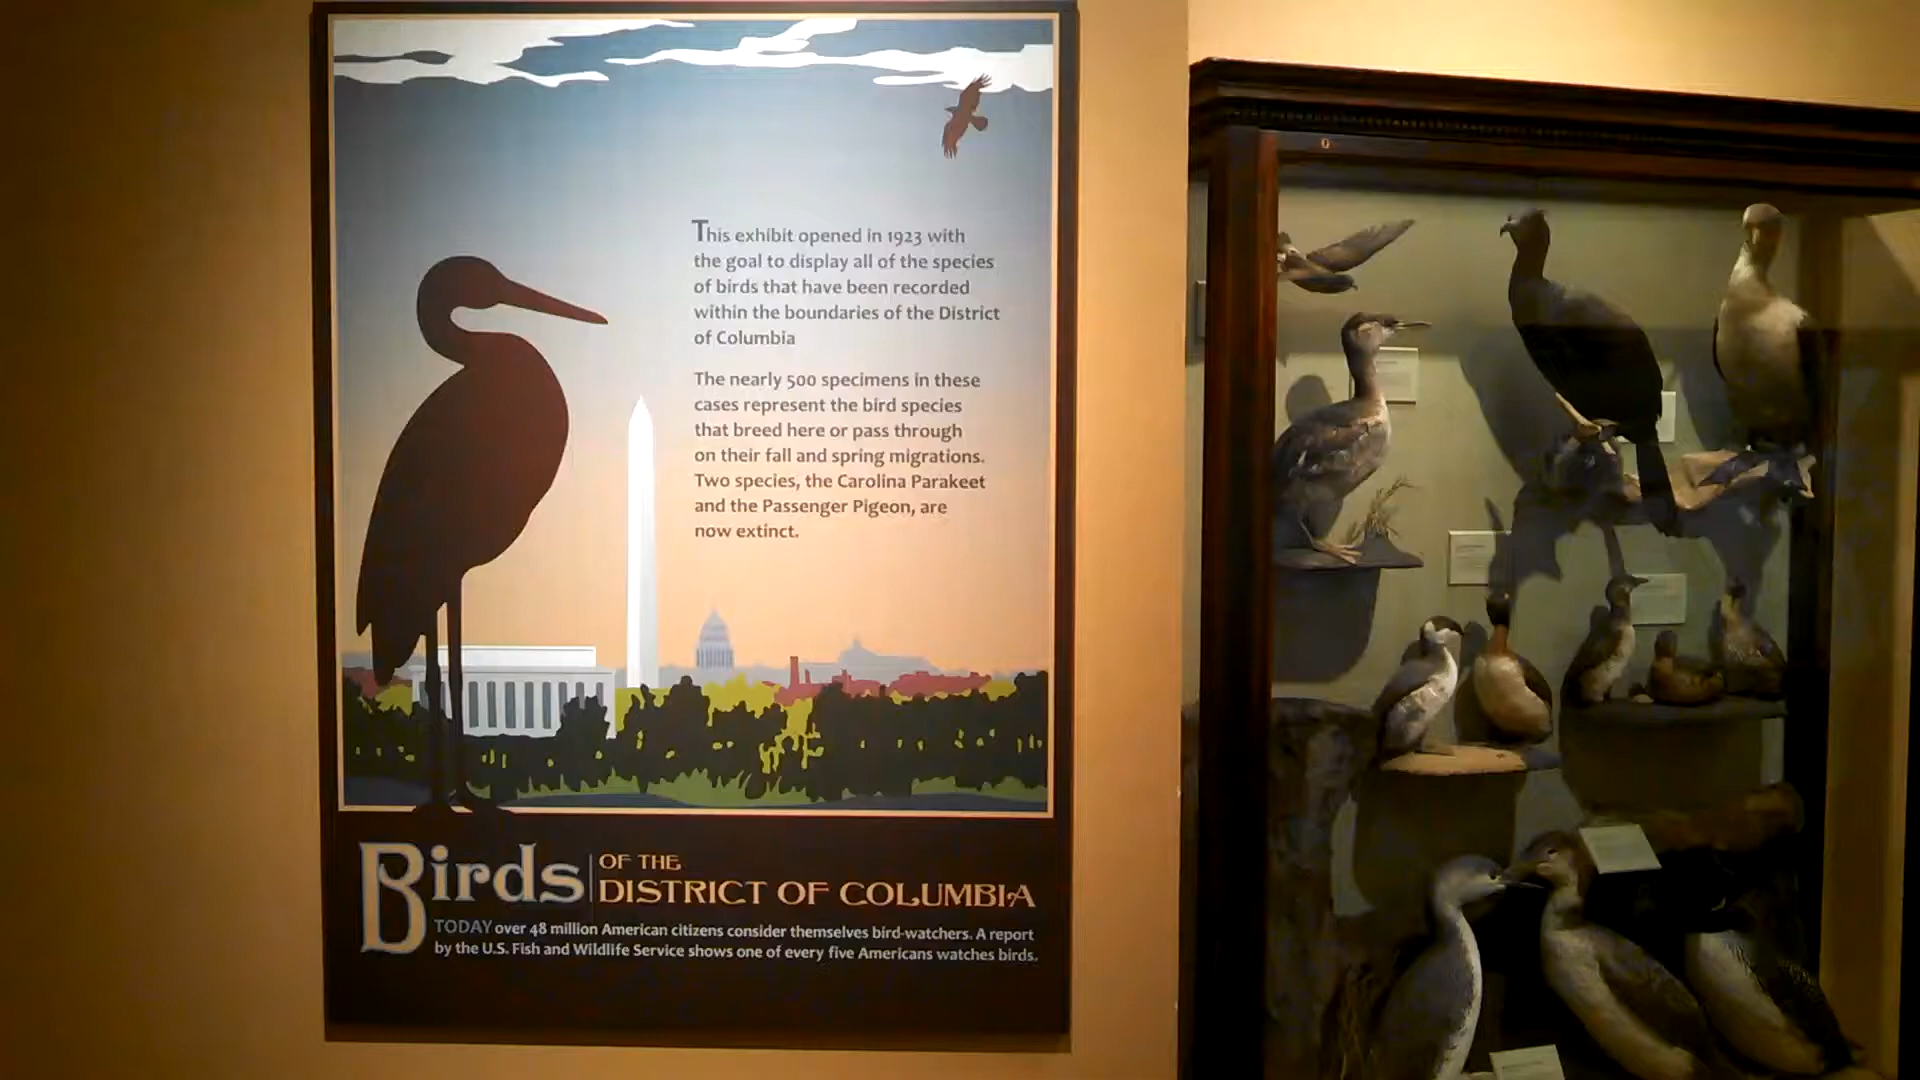 This exhibit opened in 1923 with
the goal to display all of the species
of birds that have been recorded
within the boundaries of the District
of Columbia
The nearly 500 specimens in these
cases represent the bird species
that breed here or pass through
on their fall and spring migrations.
Two species, the Carolina Parakeet
and the Passenger Pigeon, are
now extinct.
Birds OF THE
DISTRICT OF COLUMBIA
TODAY over 48 million American citizens consider themselves bird-watchers. A report
by the U.S. Fish and Wildlife Service shows one of every five Americans watches birds.